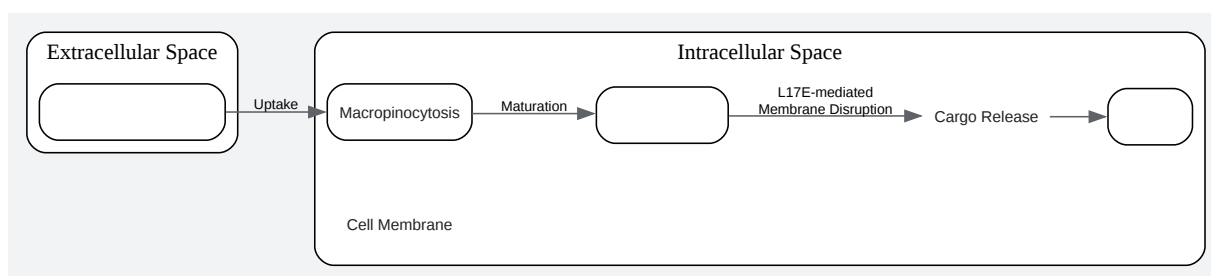 Extracellular Space
Intracellular Space
Uptake
Macropinocytosis
Maturation
L17E-mediated
Membrane Disruption
Cargo Release
Cell Membrane